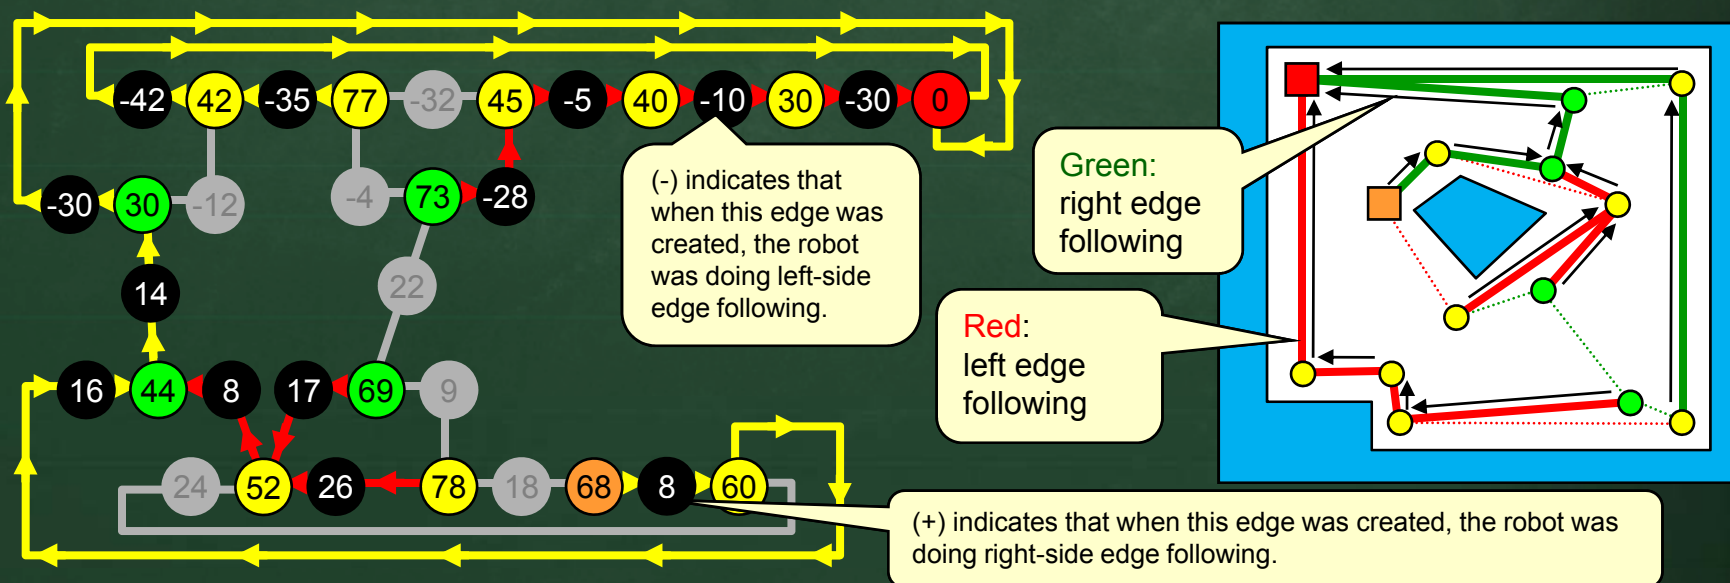 -42 42 -35 77 -32 45 -5 40 -10 30 -30 0
-30 30 -12 -4 73 -28
(-) indicates that
when this edge was
created, the robot
was doing left-side
edge following.
Green:
right edge
following
22
14
Red:
left edge
following
16 44 8 17 69 9
24 52 26 78 18 68 8 60
(+) indicates that when this edge was created, the robot was
doing right-side edge following.